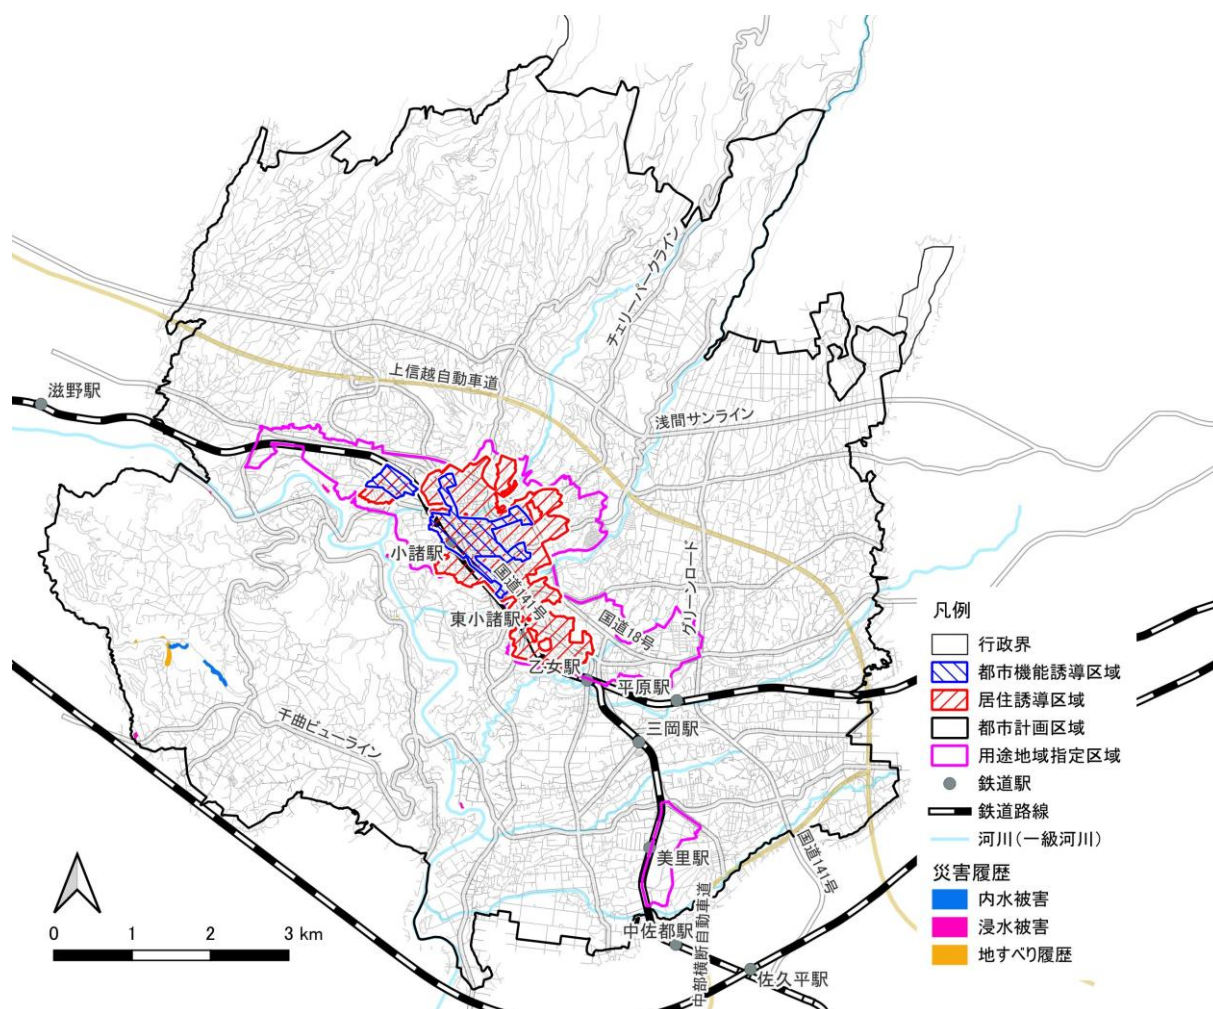 チェリーパークライン
上信越自動車道
滋野駅
浅間サンライン
小諸駅
国道141号
グリーンロード
東小諸駅
国道18号
乙女駅
平原駅
三岡駅
千曲ビューライン
美里駅
国道141号
中佐都駅
中部横断自動車道
佐久平駅
0 1 2 3 km
凡例
行政界
都市機能誘導区域
居住誘導区域
都市計画区域
用途地域指定区域
鉄道駅
鉄道路線
河川(一級河川)
災害履歴
内水被害
浸水被害
地すべり履歴